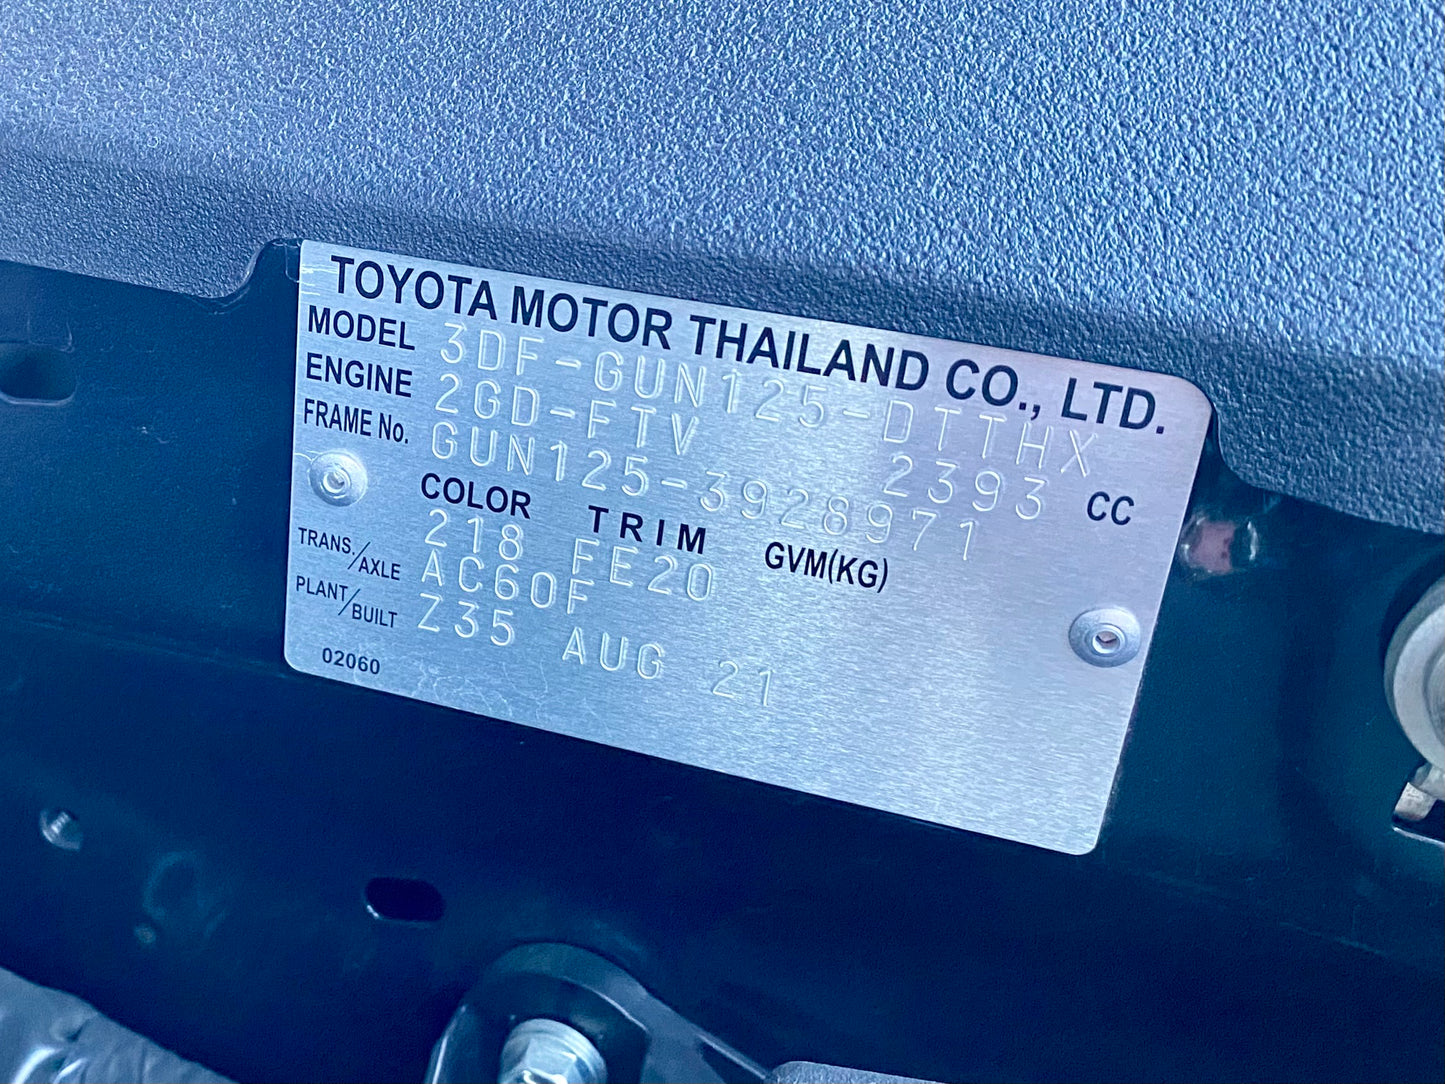 TOYOTA MOTOR THAILAND CO., LTD.
MODEL 3DF-GUN125-DTTHX
ENGINE 2GD-FTV 2393 CC
FRAME No. GUN125-3928971
COLOR TRIM GVM(KG)
218 FE20
TRANS./AXLE AC60F
PLANT/BUILT Z35 AUG 21
02060